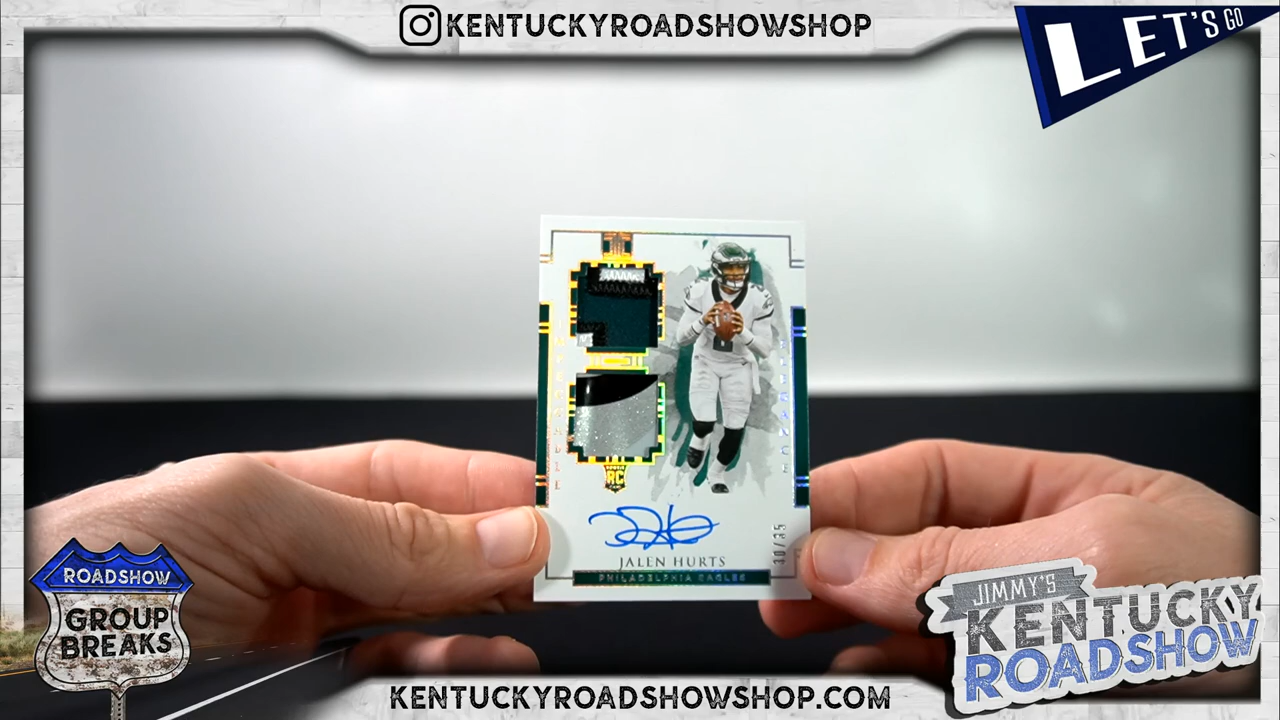 KENTUCKYROADSHOWSHOP
LET'S GO
RC
JALEN HURTS
PHILADELPHIA EAGLES
ROADSHOW
GROUP
BREAKS
JIMMY'S
KENTUCKY
ROADSHOW
KENTUCKYROADSHOWSHOP.COM